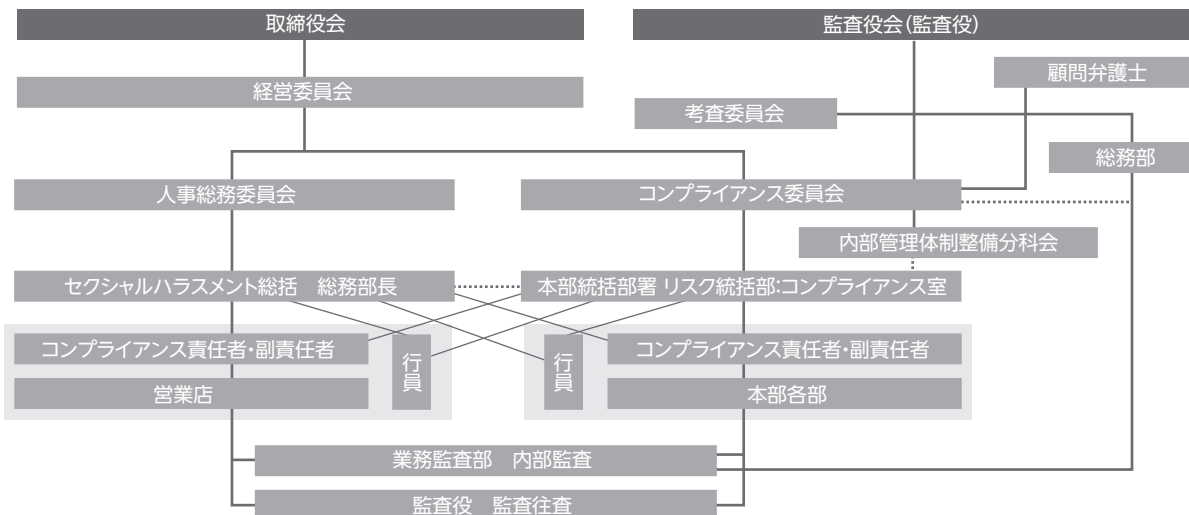 取締役会
監査役会(監査役)
経営委員会
顧問弁護士
考査委員会
総務部
人事総務委員会
コンプライアンス委員会
内部管理体制整備分科会
セクシャルハラスメント総括　総務部長
本部統括部署 リスク統括部:コンプライアンス室
コンプライアンス責任者・副責任者
行員
行員
コンプライアンス責任者・副責任者
営業店
本部各部
業務監査部　内部監査
監査役　監査往査